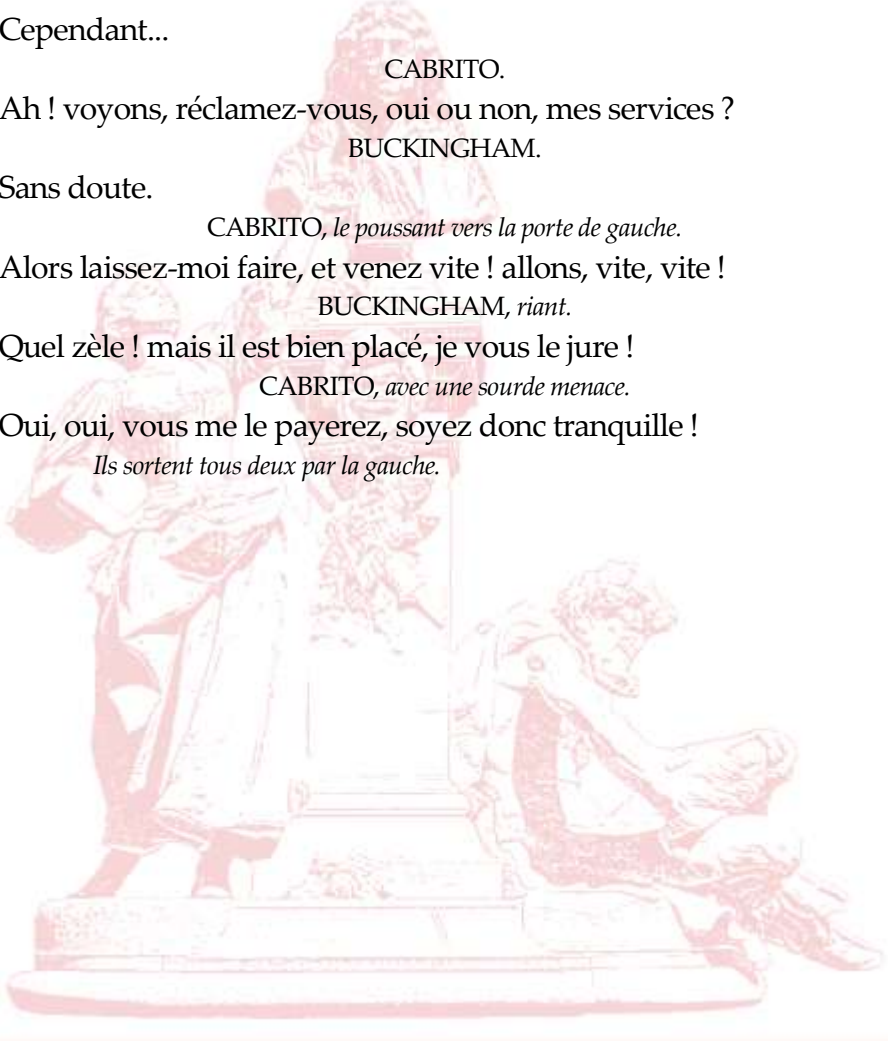 Cependant...
CABRITO.
Ah ! voyons, réclamez-vous, oui ou non, mes services ?
BUCKINGHAM.
Sans doute.
CABRITO, le poussant vers la porte de gauche.
Alors laissez-moi faire, et venez vite ! allons, vite, vite !
BUCKINGHAM, riant.
Quel zèle ! mais il est bien placé, je vous le jure !
CABRITO, avec une sourde menace.
Oui, oui, vous me le payerez, soyez donc tranquille !
Ils sortent tous deux par la gauche.